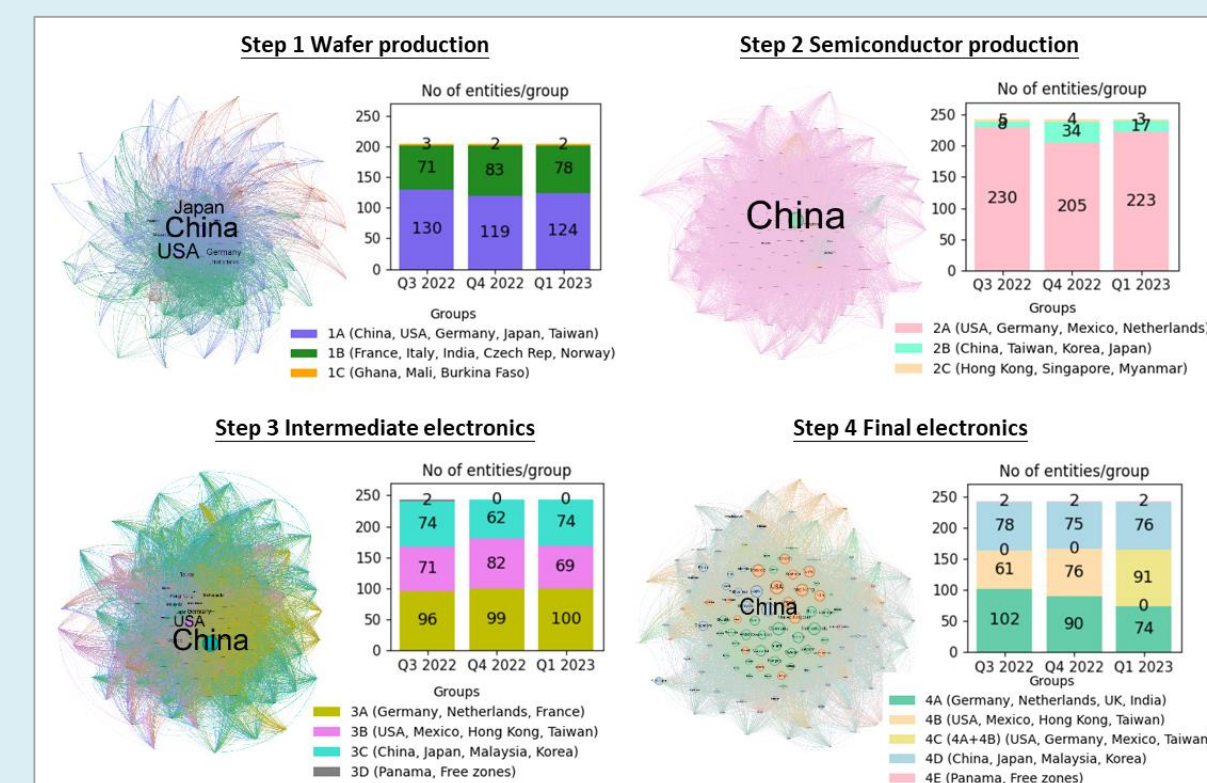 Step 1 Wafer production
No of entities/group
250
200
150
100
50
0
3
2
2
71
83
78
130
119
124
Q3 2022 Q4 2022 Q1 2023
Japan
China
USA
Germany
Groups
1A (China, USA, Germany, Japan, Taiwan)
1B (France, Italy, India, Czech Rep, Norway)
1C (Ghana, Mali, Burkina Faso)
Step 2 Semiconductor production
No of entities/group
250
200
150
100
50
0
5
4
3
8
34
17
230
205
223
Q3 2022 Q4 2022 Q1 2023
China
Groups
2A (USA, Germany, Mexico, Netherlands)
2B (China, Taiwan, Korea, Japan)
2C (Hong Kong, Singapore, Myanmar)
Step 3 Intermediate electronics
No of entities/group
250
200
150
100
50
0
2
0
0
74
62
74
71
82
69
96
99
100
Q3 2022 Q4 2022 Q1 2023
Germany
USA
China
Groups
3A (Germany, Netherlands, France)
3B (USA, Mexico, Hong Kong, Taiwan)
3C (China, Japan, Malaysia, Korea)
3D (Panama, Free zones)
Step 4 Final electronics
No of entities/group
250
200
150
100
50
0
2
2
2
78
75
76
0
0
61
76
91
0
102
90
74
Q3 2022 Q4 2022 Q1 2023
USA
China
Groups
4A (Germany, Netherlands, UK, India)
4B (USA, Mexico, Hong Kong, Taiwan)
4C (4A+4B) (USA, Germany, Mexico, Taiwan
4D (China, Japan, Malaysia, Korea)
4E (Panama, Free zones)